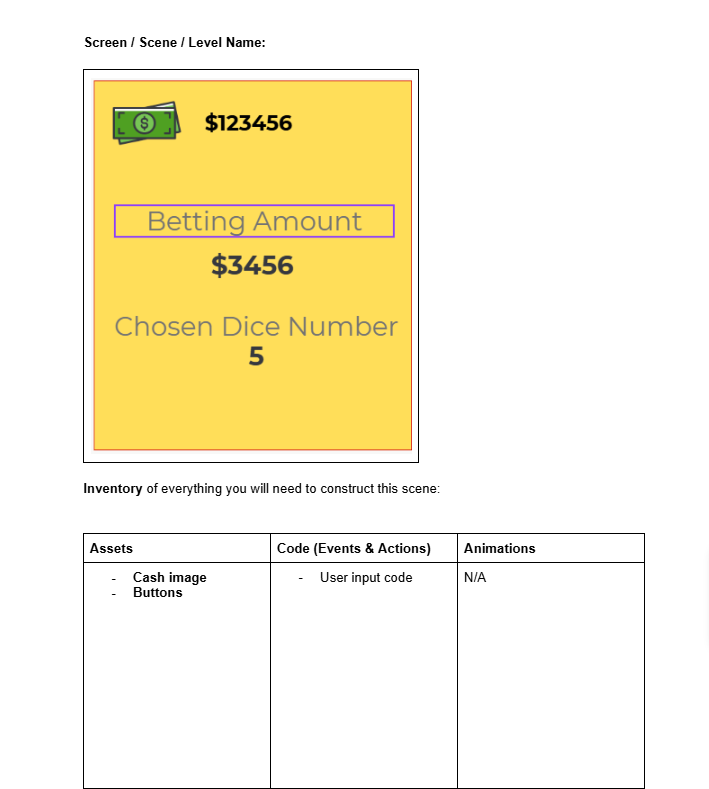 Screen / Scene / Level Name:
$
$123456
Betting Amount
$3456
Chosen Dice Number
5
Inventory of everything you will need to construct this scene:
Assets
Code (Events & Actions)
Animations
- Cash image
- Buttons
- User input code
N/A